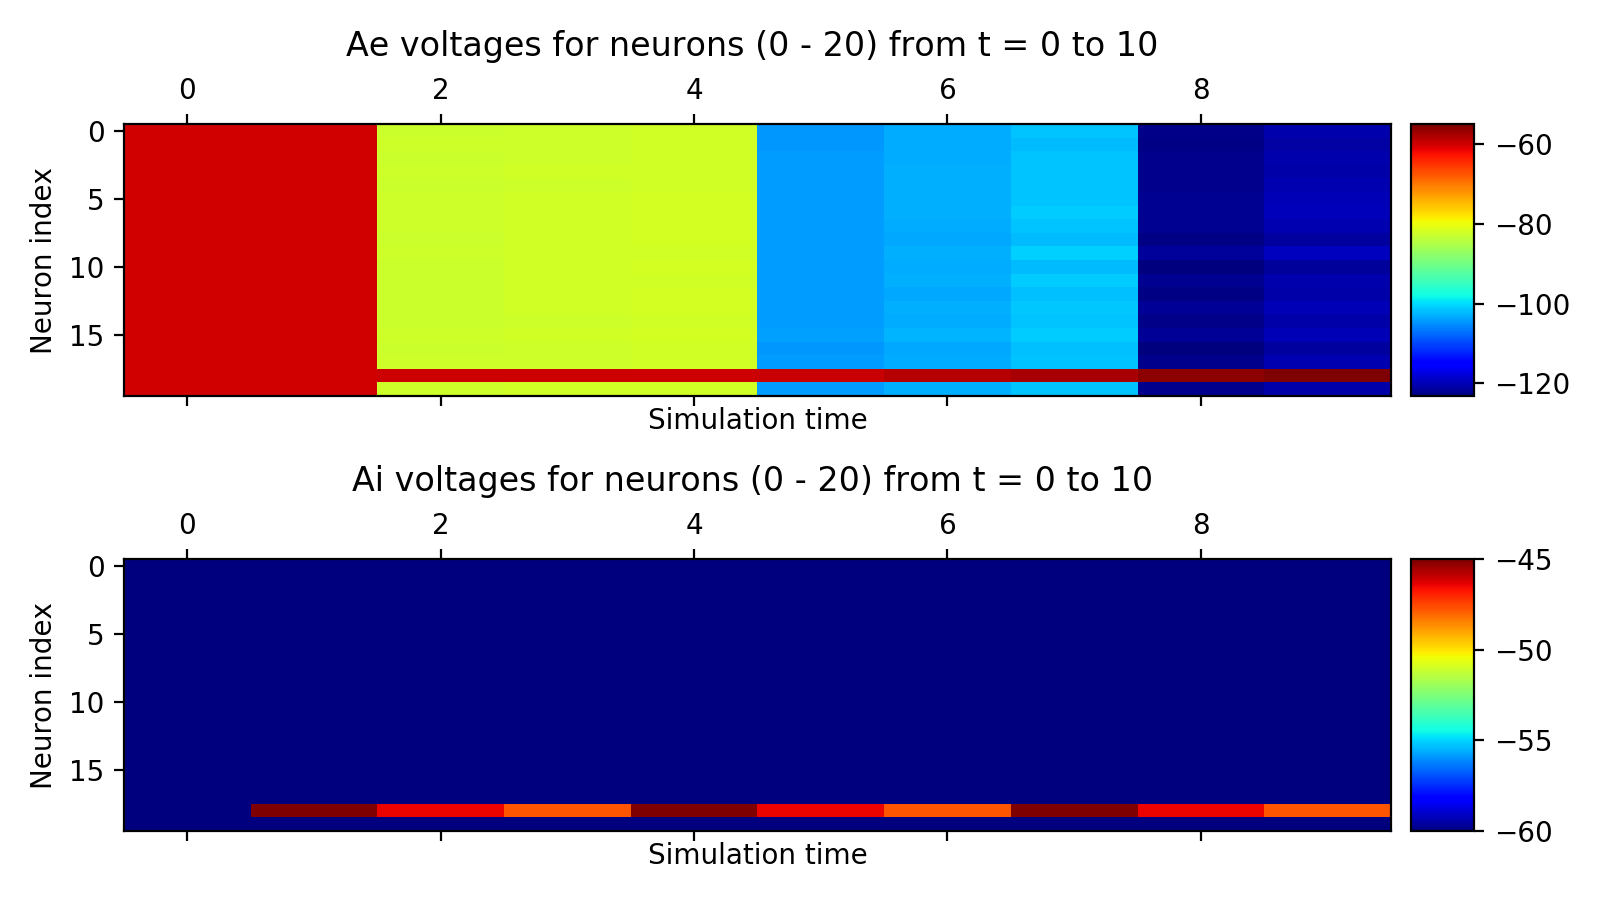 Ae voltages for neurons (0 - 20) from t = 0 to 10
0 2 4 6 8
Neuron index
0
5
10
15
Simulation time
−60
−80
−100
−120
Ai voltages for neurons (0 - 20) from t = 0 to 10
0 2 4 6 8
Neuron index
0
5
10
15
Simulation time
−45
−50
−55
−60